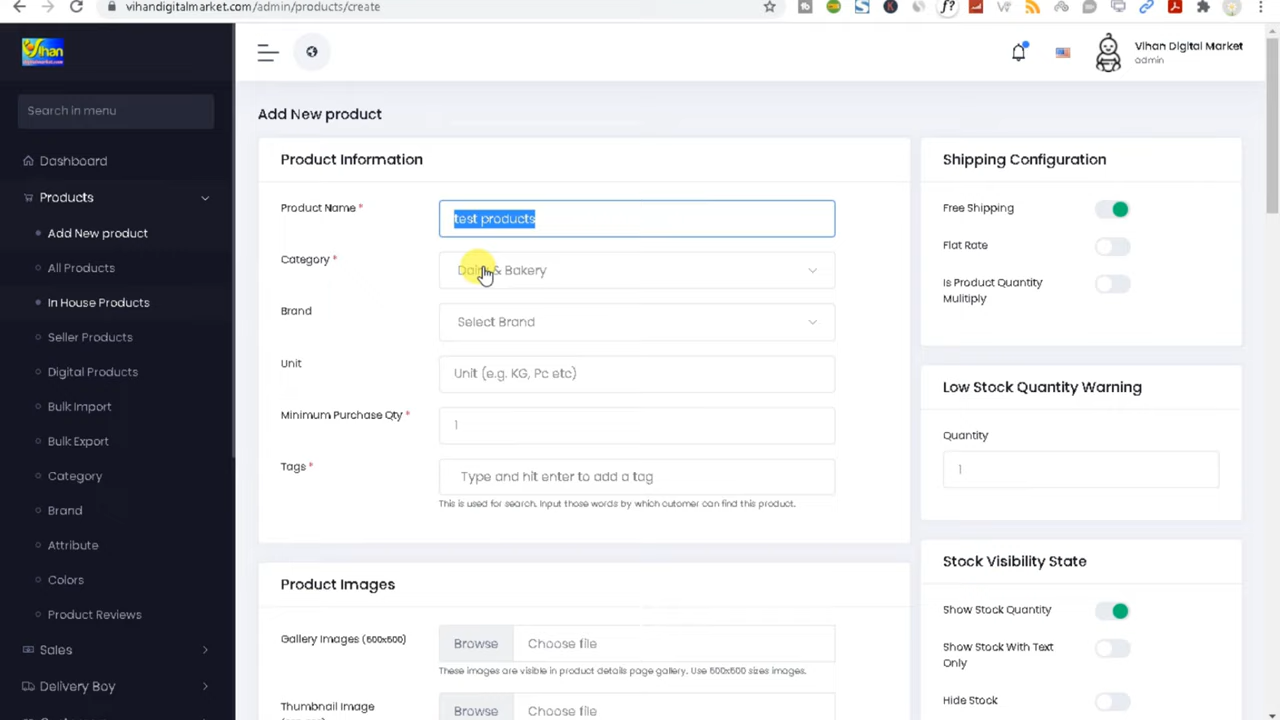 vihandigitalmarket.com/admin/products/create
Vihan
Search in menu
Dashboard
Products
Add New product
All Products
In House Products
Seller Products
Digital Products
Bulk Import
Bulk Export
Category
Brand
Attribute
Colors
Product Reviews
Sales
Delivery Boy
Vihan Digital Market
admin
Add New product
Product Information
Product Name *
test products
Category *
& Bakery
Brand
Select Brand
Unit
Unit (e.g. KG, Pc etc)
Minimum Purchase Qty *
1
Tags *
Type and hit enter to add a tag
This is used for search. Input those words by which cutomer can find this product.
Product Images
Gallery Images (600x600)
Browse
Choose file
These images are visible in product details page gallery. Use 600x600 sizes images.
Thumbnail Image
Browse
Choose file
Shipping Configuration
Free Shipping
Flat Rate
Is Product Quantity
Mulitiply
Low Stock Quantity Warning
Quantity
1
Stock Visibility State
Show Stock Quantity
Show Stock With Text
Only
Hide Stock